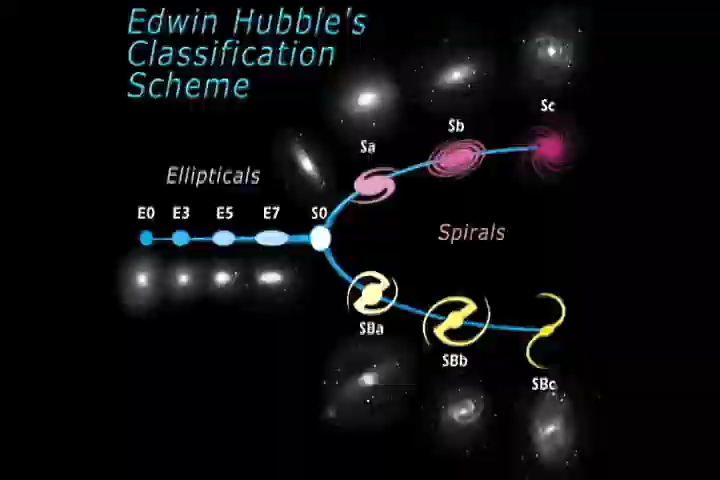 Edwin Hubble's
Classification
Scheme
Sc
Sb
Sa
Ellipticals
E0 E3 E5 E7 S0
Spirals
SBa
SBb
SBc